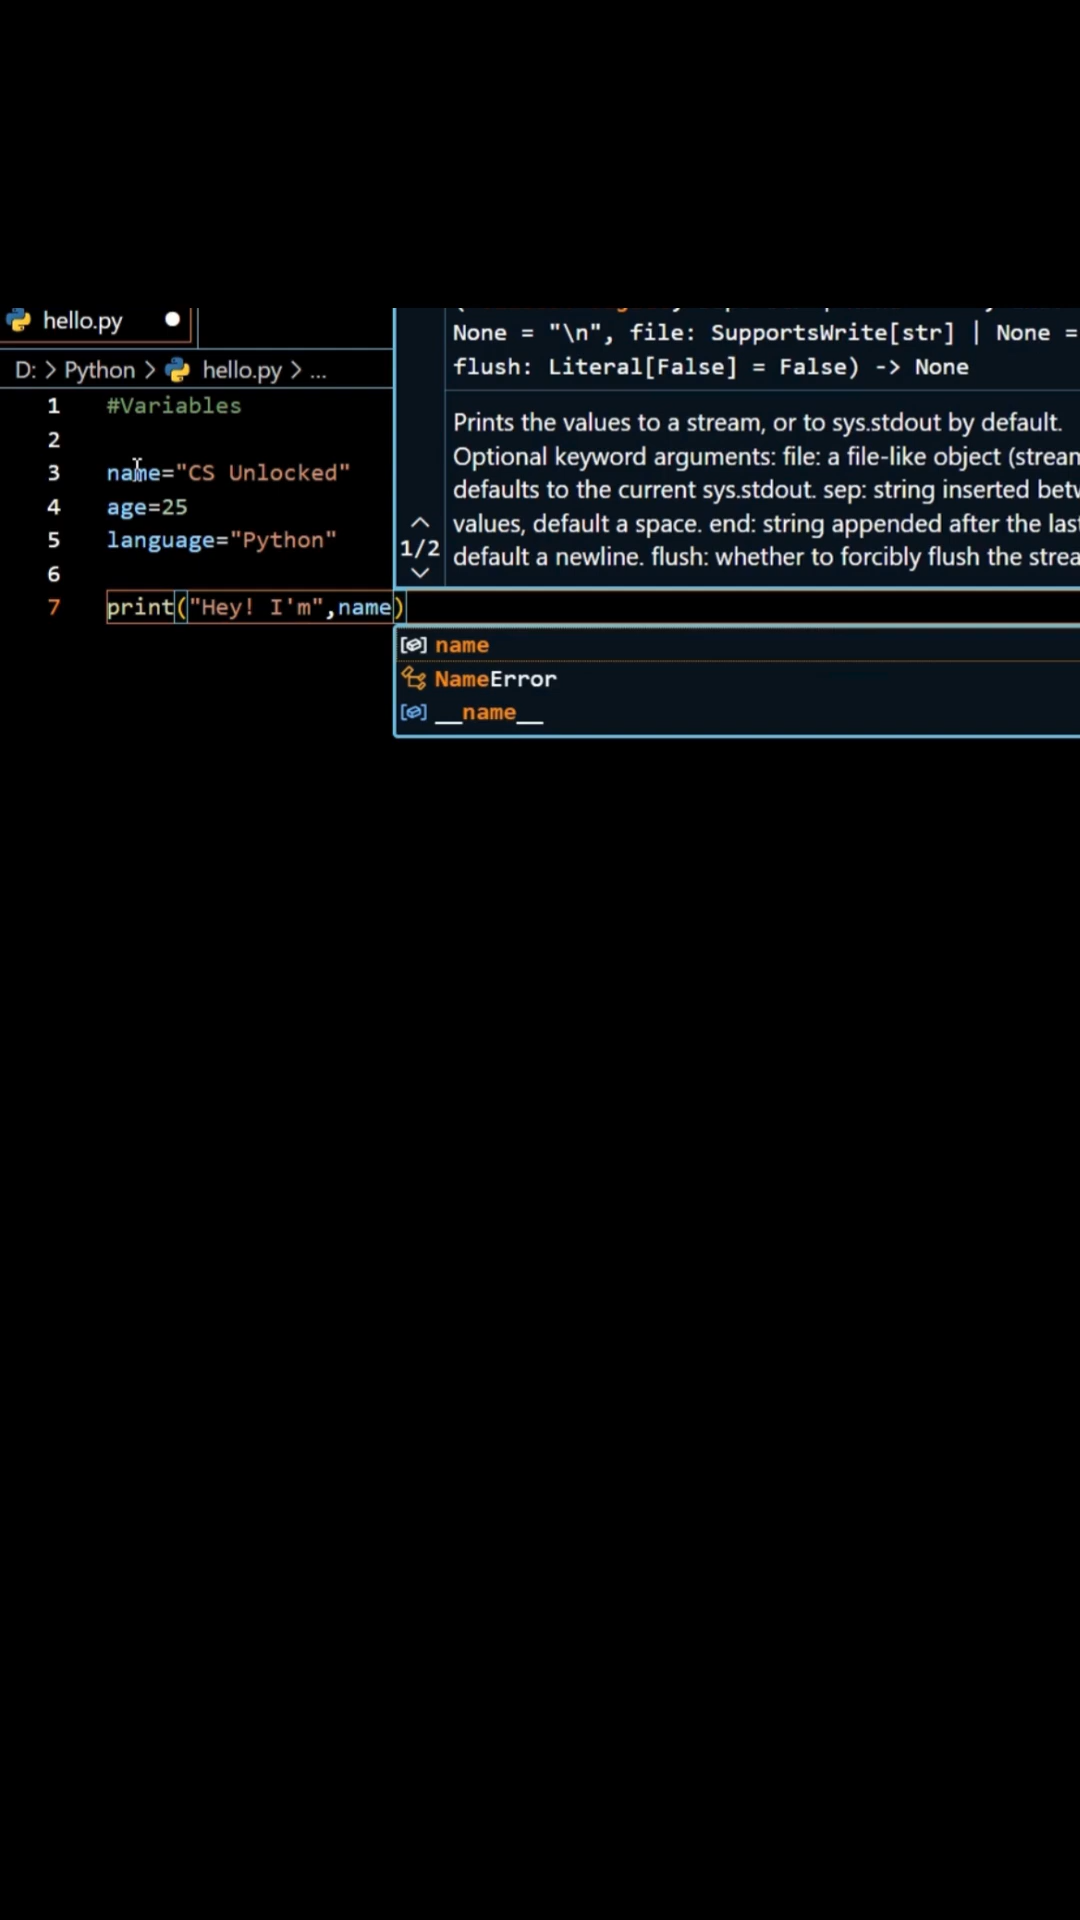 hello.py
None = "\n", file: SupportsWrite[str] | None =
flush: Literal[False] = False) -> None
D: > Python > hello.py > ...
Prints the values to a stream, or to sys.stdout by default.
Optional keyword arguments: file: a file-like object (stream
defaults to the current sys.stdout. sep: string inserted
values, default a space. end: string appended after the last
default a newline. flush: whether to forcibly flush the
1/2
1 #Variables
2
3 name="CS Unlocked"
4 age=25
5 language="Python"
6
7 print("Hey! I'm",name)
name
NameError
__name__